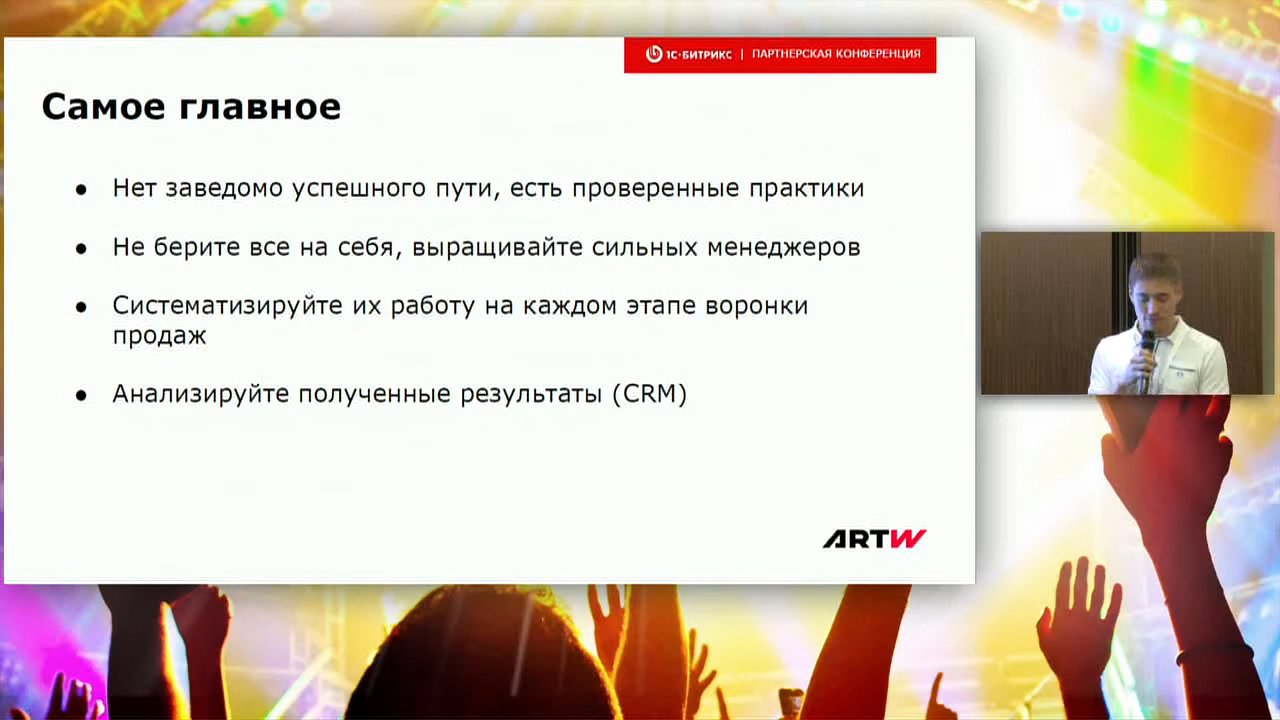 1С-БИТРИКС | ПАРТНЕРСКАЯ КОНФЕРЕНЦИЯ
Самое главное
● Нет заведомо успешного пути, есть проверенные практики
● Не берите все на себя, выращивайте сильных менеджеров
● Систематизируйте их работу на каждом этапе воронки
продаж
● Анализируйте полученные результаты (CRM)
ARTW